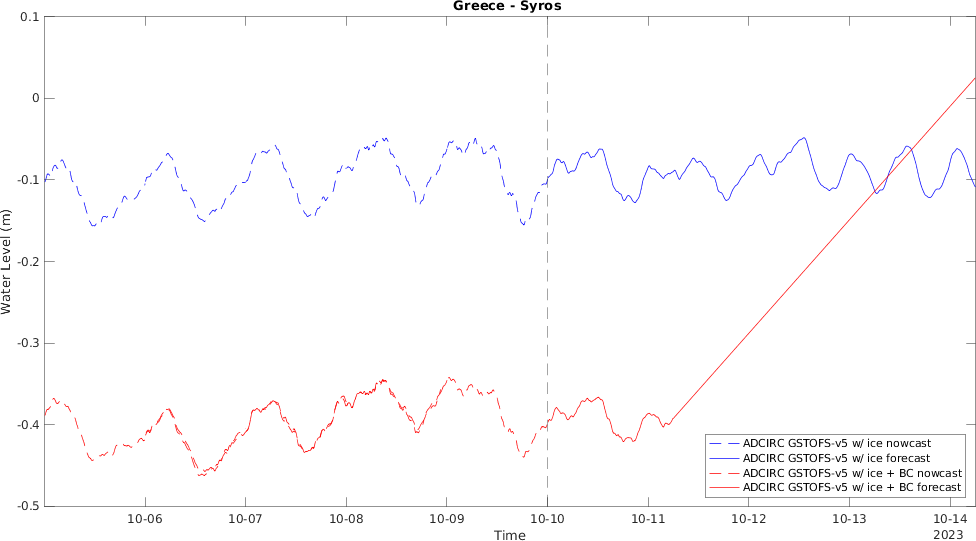 Greece - Syros
Water Level (m)
0.1
0
-0.1
-0.2
-0.3
-0.4
-0.5
ADCIRC GSTOFS-v5 w/ ice nowcast
ADCIRC GSTOFS-v5 w/ ice forecast
ADCIRC GSTOFS-v5 w/ ice + BC nowcast
ADCIRC GSTOFS-v5 w/ ice + BC forecast
10-06 10-07 10-08 10-09 10-10 10-11 10-12 10-13 10-14
Time
2023